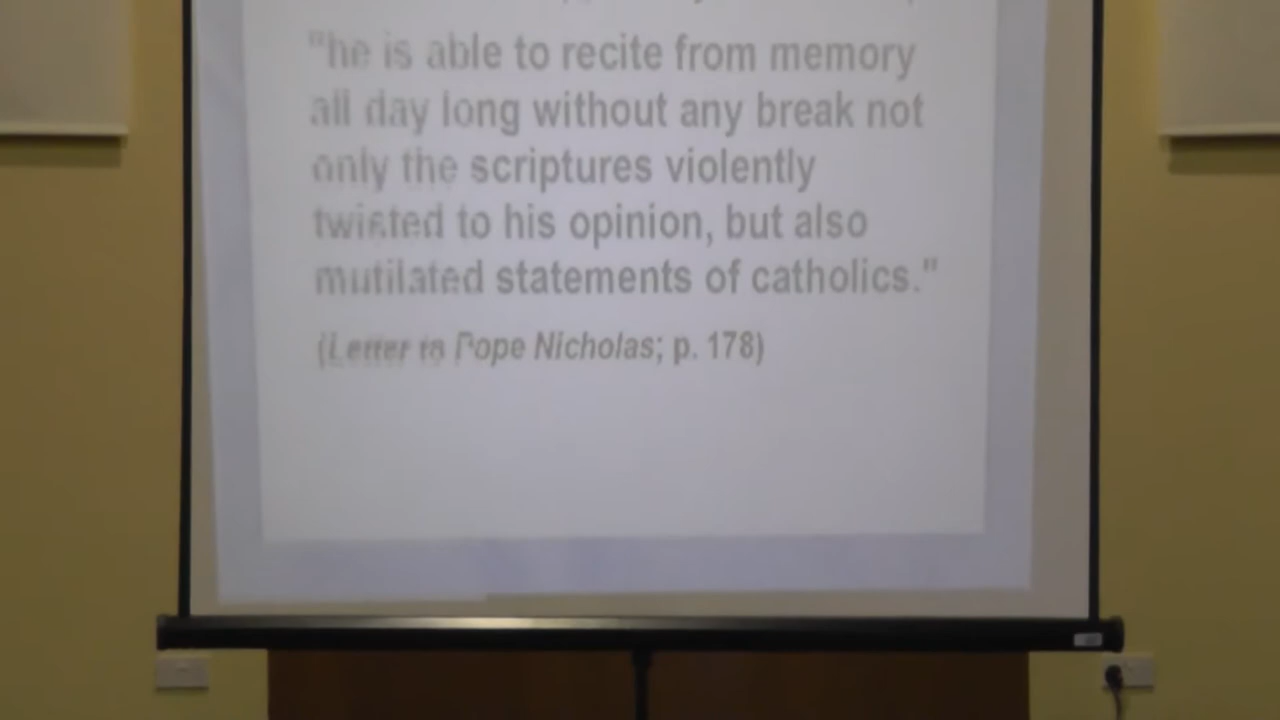 "he is able to recite from memory
all day long without any break not
only the scriptures violently
twisted to his opinion, but also
mutilated statements of catholics."
(Letter to Pope Nicholas; p. 178)